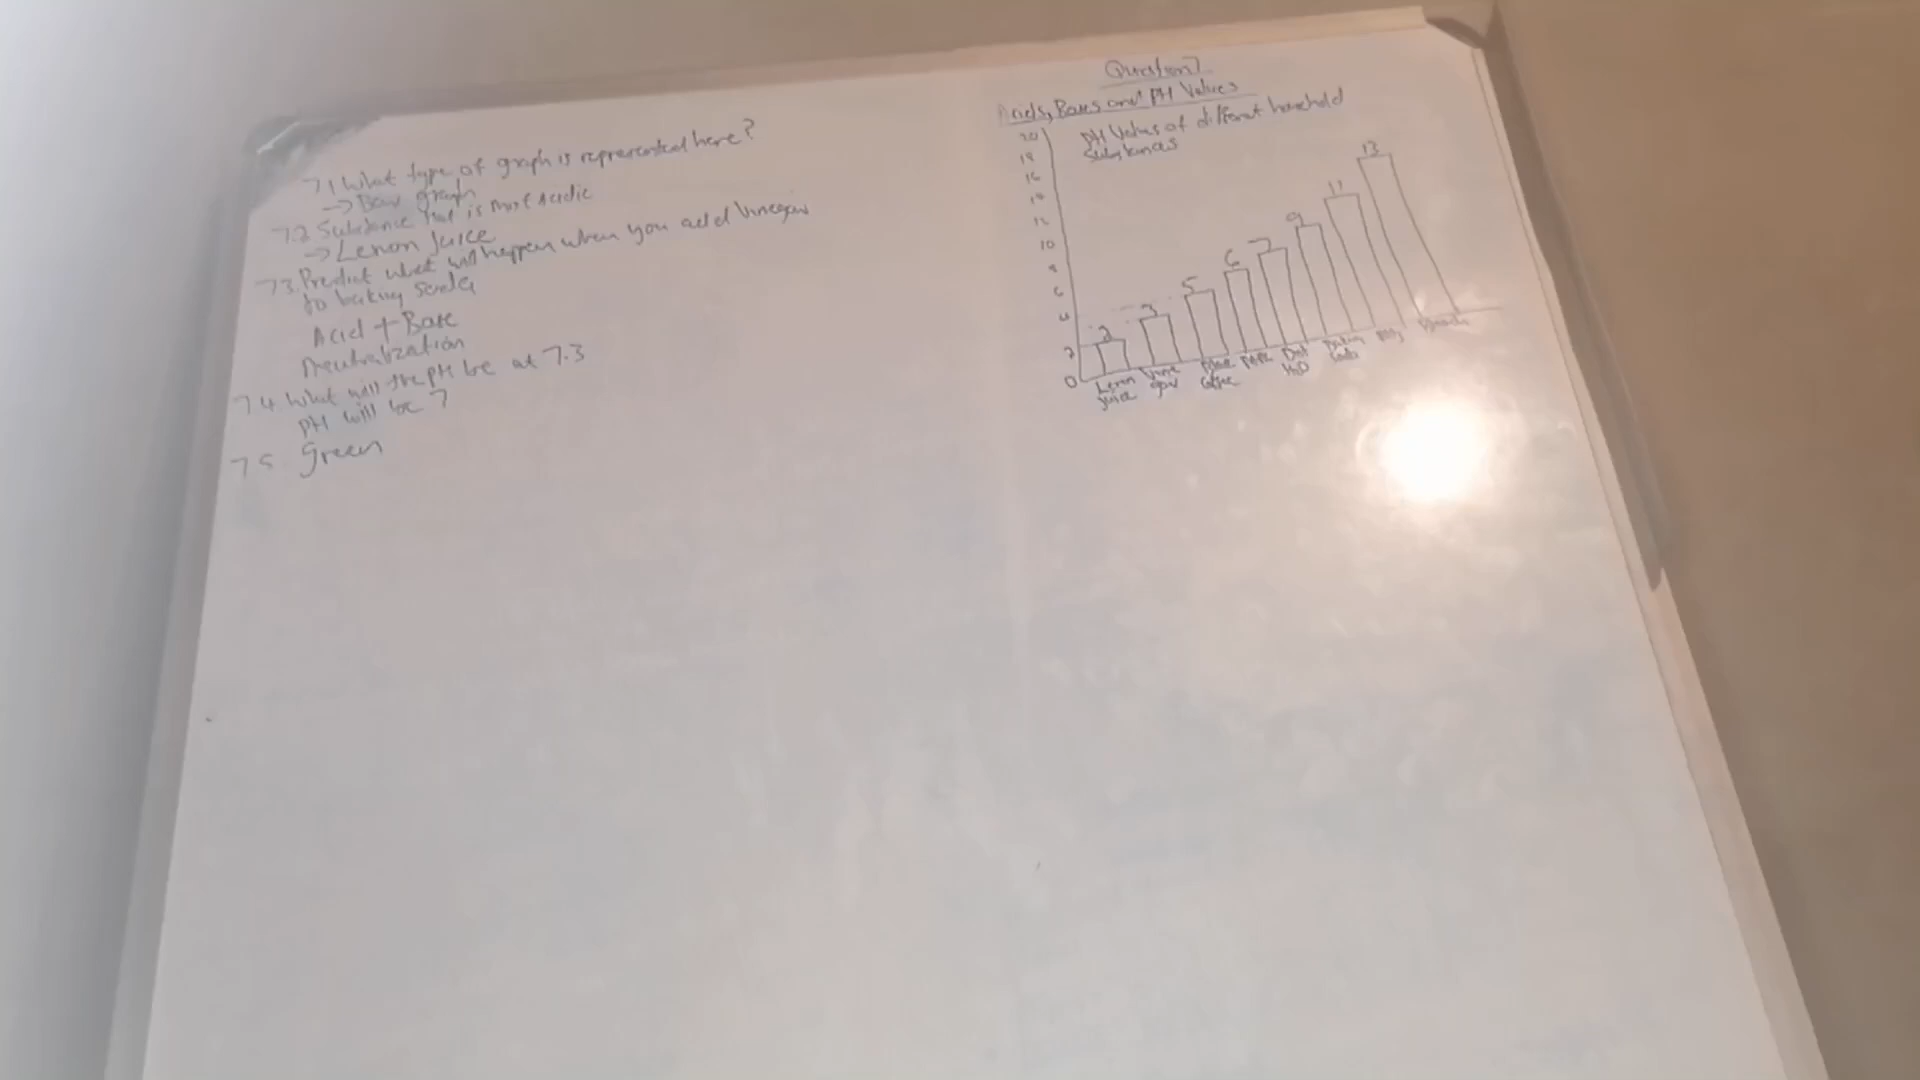 7.1 What type of graph is represented here?
→ Bar graph
7.2 Substance that is most acidic
→ Lemon Juice
7.3. Predict what will happen when you add Vinegar
to baking soda
Acid + Base
neutralization
7.4. What will the pH be at 7.3
pH will be 7
7.5. Green
Question 7
Acids, Bases and PH Values
PH Values of different household
Substances
20
18
16
14
12
10
8
6
4
2
0
2
3
5
6
7
9
11
13
Lemon
juice
Vine
gar
Coffee
Dist
H₂O
Soda